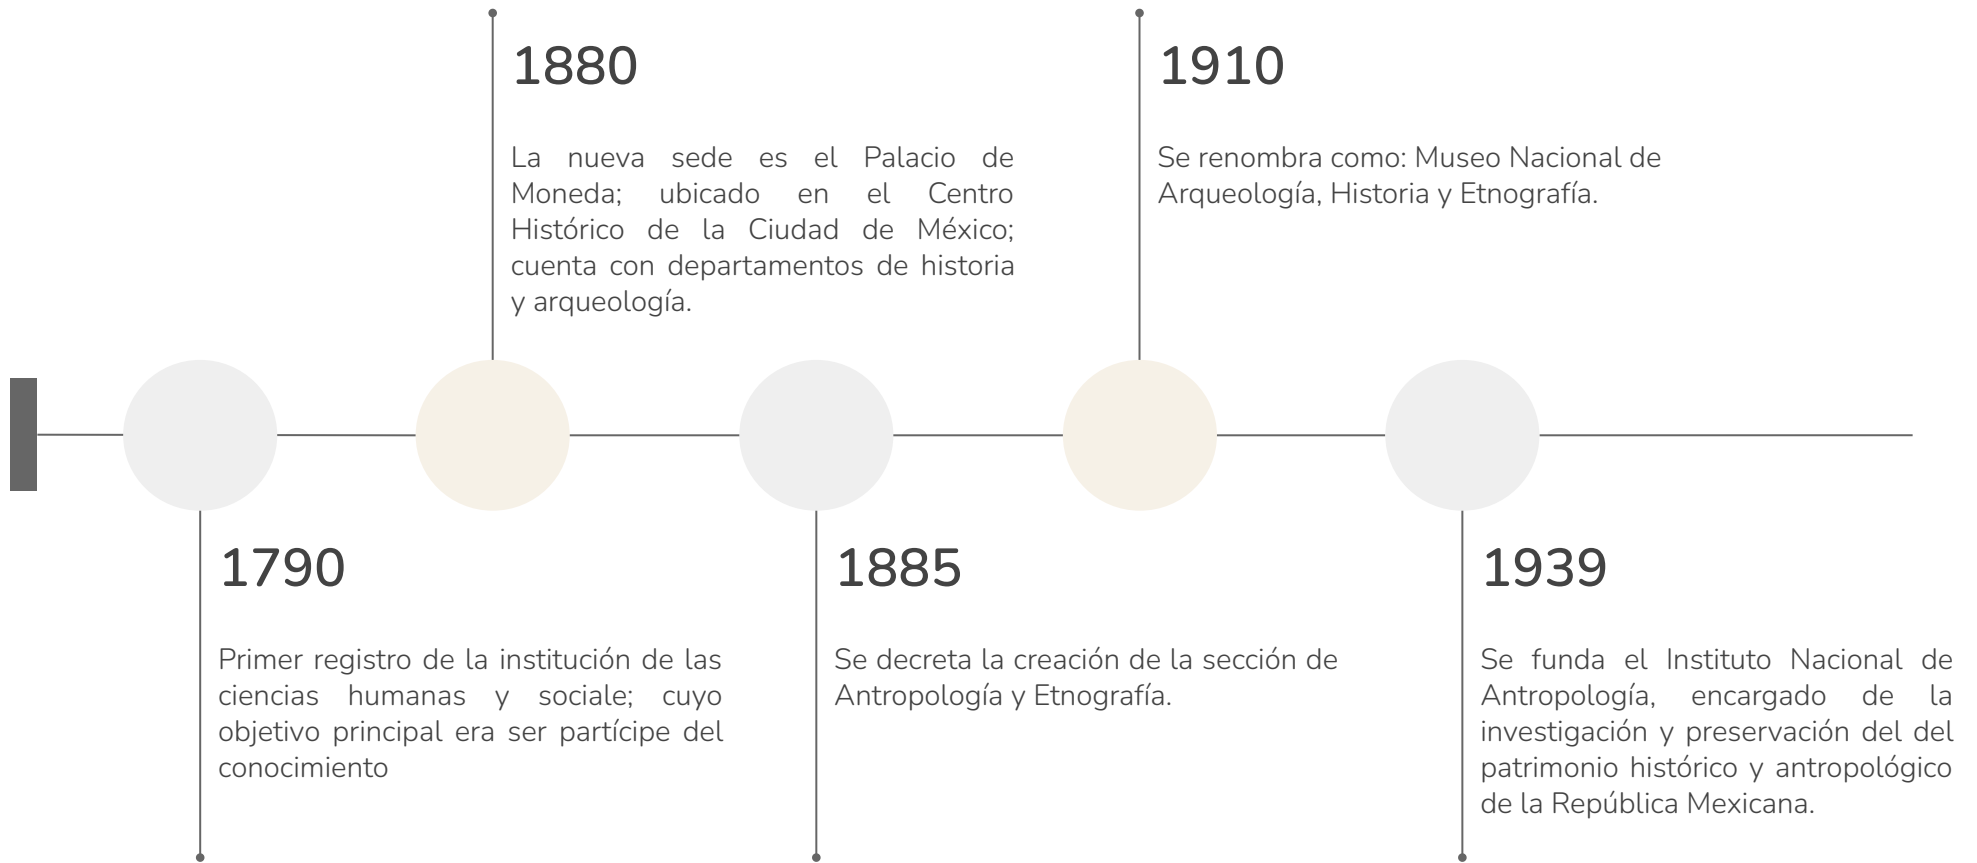 1880
La nueva sede es el Palacio de
Moneda; ubicado en el Centro
Histórico de la Ciudad de México;
cuenta con departamentos de historia
y arqueología.
1910
Se renombra como: Museo Nacional de
Arqueología, Historia y Etnografía.
1790
Primer registro de la institución de las
ciencias humanas y sociale; cuyo
objetivo principal era ser partícipe del
conocimiento
1885
Se decreta la creación de la sección de
Antropología y Etnografía.
1939
Se funda el Instituto Nacional de
Antropología, encargado de la
investigación y preservación del del
patrimonio histórico y antropológico
de la República Mexicana.